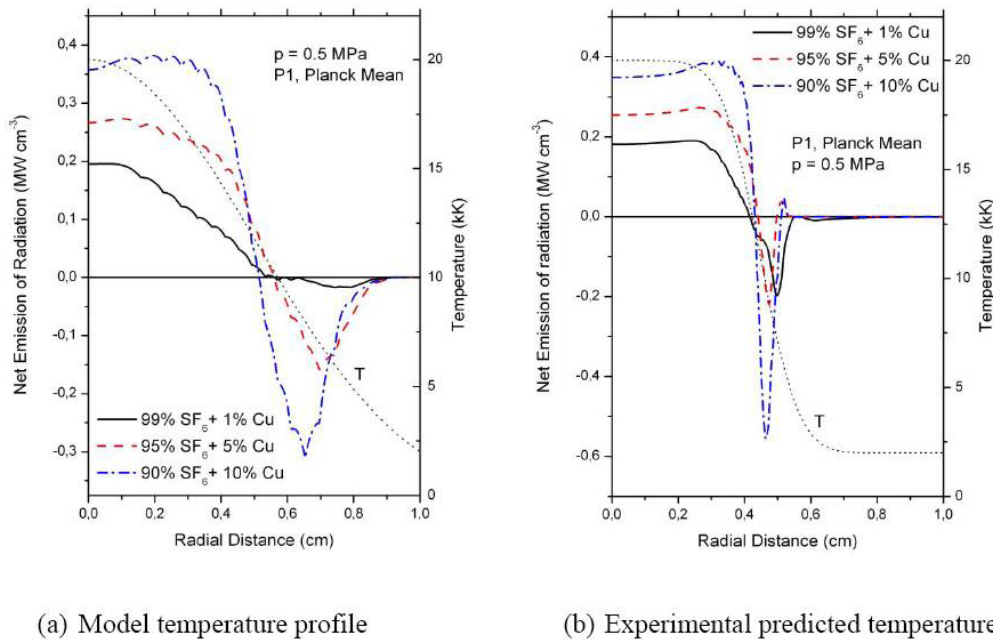 0,4
0,3
0,2
0,1
0,0
-0,1
-0,2
-0,3
Net Emission of Radiation (MW cm-3)
p = 0.5 MPa
P1, Planck Mean
T
99% SF6+ 1% Cu
95% SF6+ 5% Cu
90% SF6+ 10% Cu
20
15
10
5
0
Temperature (kK)
0,0 0,2 0,4 0,6 0,8 1,0
Radial Distance (cm)
(a) Model temperature profile
0.4
0.2
0.0
-0.2
-0.4
-0.6
Net Emission of radiation (MW cm-3)
99% SF6+ 1% Cu
95% SF6+ 5% Cu
90% SF6+ 10% Cu
P1, Planck Mean
p = 0.5 MPa
T
20
15
10
5
0
Temperature (kK)
0,0 0,2 0,4 0,6 0,8 1,0
Radial Distance (cm)
(b) Experimental predicted temperature